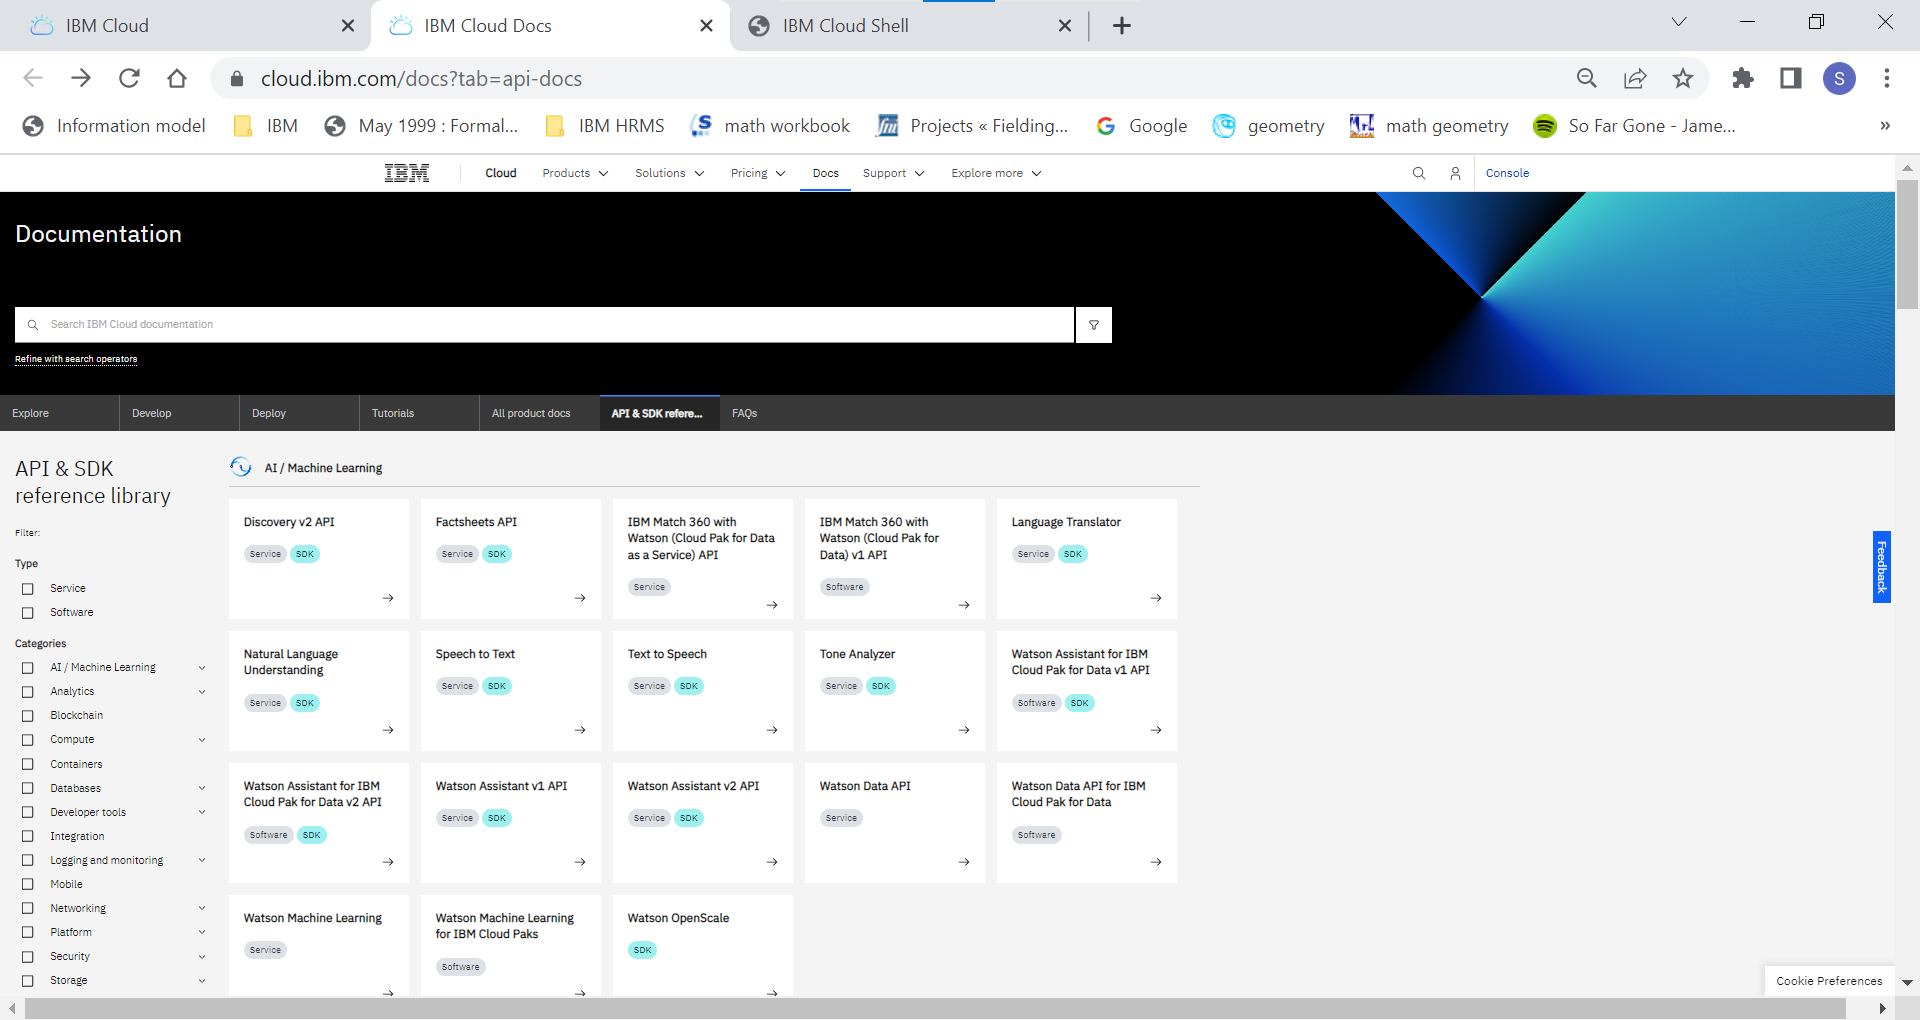 IBM Cloud
IBM Cloud Docs
IBM Cloud Shell
cloud.ibm.com/docs?tab=api-docs
S
Information model
IBM
May 1999 : Formal...
IBM HRMS
math workbook
Projects « Fielding...
Google
geometry
math geometry
So Far Gone - Jame...
»
IBM
Cloud
Products
Solutions
Pricing
Docs
Support
Explore more
Console
Documentation
Search IBM Cloud documentation
Refine with search operators
Explore
Develop
Deploy
Tutorials
All product docs
API & SDK refere...
FAQs
API & SDK
reference library
Filter:
Type
Service
Software
Categories
AI / Machine Learning
Analytics
Blockchain
Compute
Containers
Databases
Developer tools
Integration
Logging and monitoring
Mobile
Networking
Platform
Security
Storage
AI / Machine Learning
Discovery v2 API
Service SDK
Factsheets API
Service SDK
IBM Match 360 with
Watson (Cloud Pak for Data
as a Service) API
Service
IBM Match 360 with
Watson (Cloud Pak for
Data) v1 API
Software
Language Translator
Service SDK
Natural Language
Understanding
Service SDK
Speech to Text
Service SDK
Text to Speech
Service SDK
Tone Analyzer
Service SDK
Watson Assistant for IBM
Cloud Pak for Data v1 API
Software SDK
Watson Assistant for IBM
Cloud Pak for Data v2 API
Software SDK
Watson Assistant v1 API
Service SDK
Watson Assistant v2 API
Service SDK
Watson Data API
Service
Watson Data API for IBM
Cloud Pak for Data
Software
Watson Machine Learning
Service
Watson Machine Learning
for IBM Cloud Paks
Software
Watson OpenScale
SDK
Feedback
Cookie Preferences